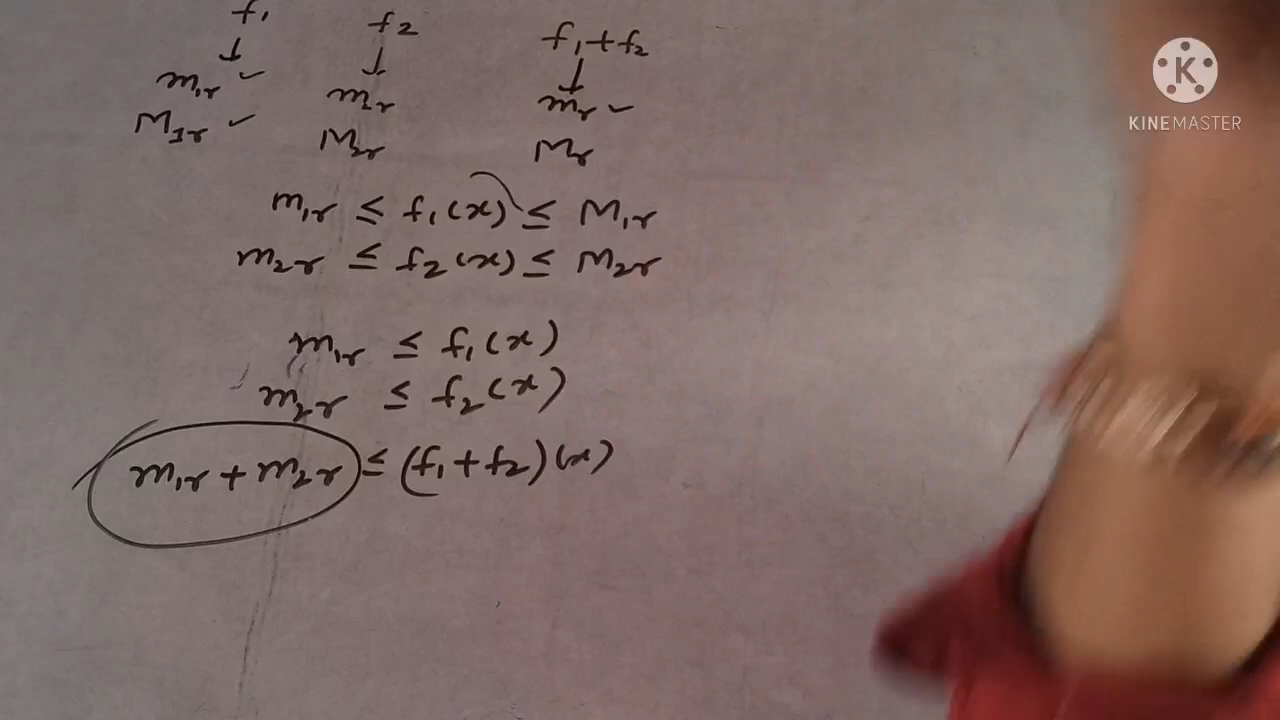 f₁ f₂ f₁+f₂
↓ ↓ ↓
m₁r ✓ m₂r mr ✓
M₁r ✓ M₂r Mr
m₁r ≤ f₁(x) ≤ M₁r
m₂r ≤ f₂(x) ≤ M₂r
m₁r ≤ f₁(x)
m₂r ≤ f₂(x)
m₁r + m₂r ≤ (f₁+f₂)(x)
K
KINEMASTER